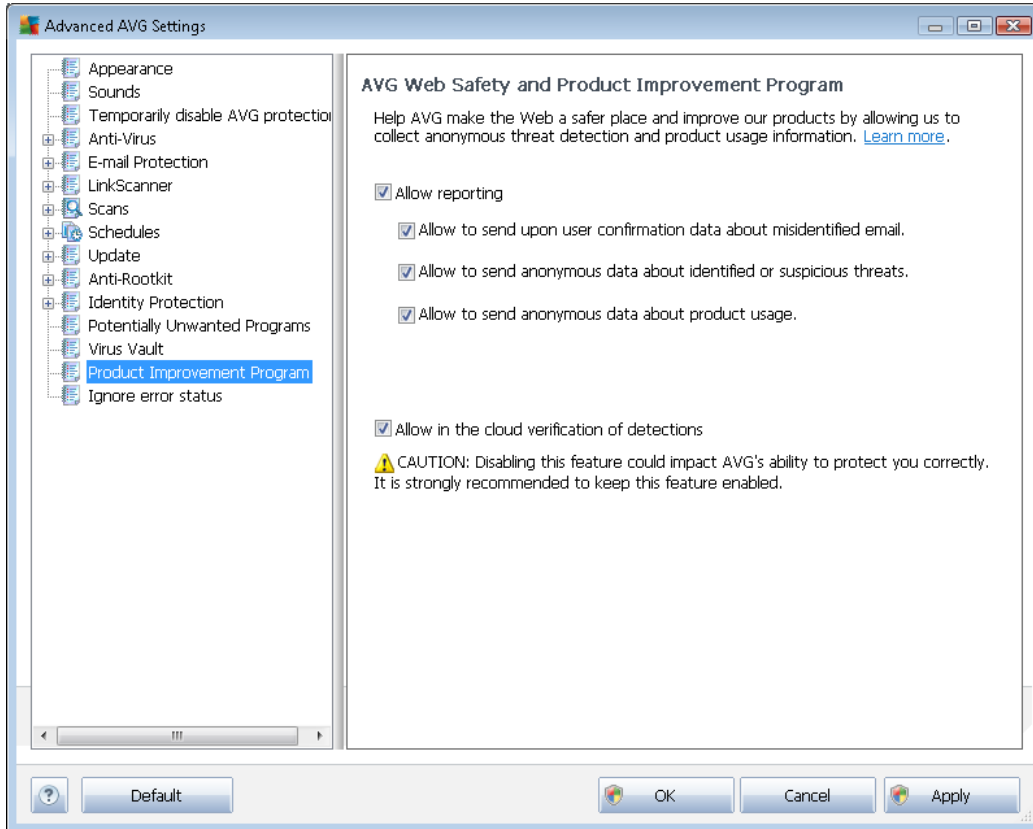 Advanced AVG Settings
Appearance
Sounds
Temporarily disable AVG protection
Anti-Virus
E-mail Protection
LinkScanner
Scans
Schedules
Update
Anti-Rootkit
Identity Protection
Potentially Unwanted Programs
Virus Vault
Product Improvement Program
Ignore error status
AVG Web Safety and Product Improvement Program
Help AVG make the Web a safer place and improve our products by allowing us to
collect anonymous threat detection and product usage information. Learn more.
Allow reporting
Allow to send upon user confirmation data about misidentified email.
Allow to send anonymous data about identified or suspicious threats.
Allow to send anonymous data about product usage.
Allow in the cloud verification of detections
CAUTION: Disabling this feature could impact AVG's ability to protect you correctly.
It is strongly recommended to keep this feature enabled.
?
Default
OK
Cancel
Apply